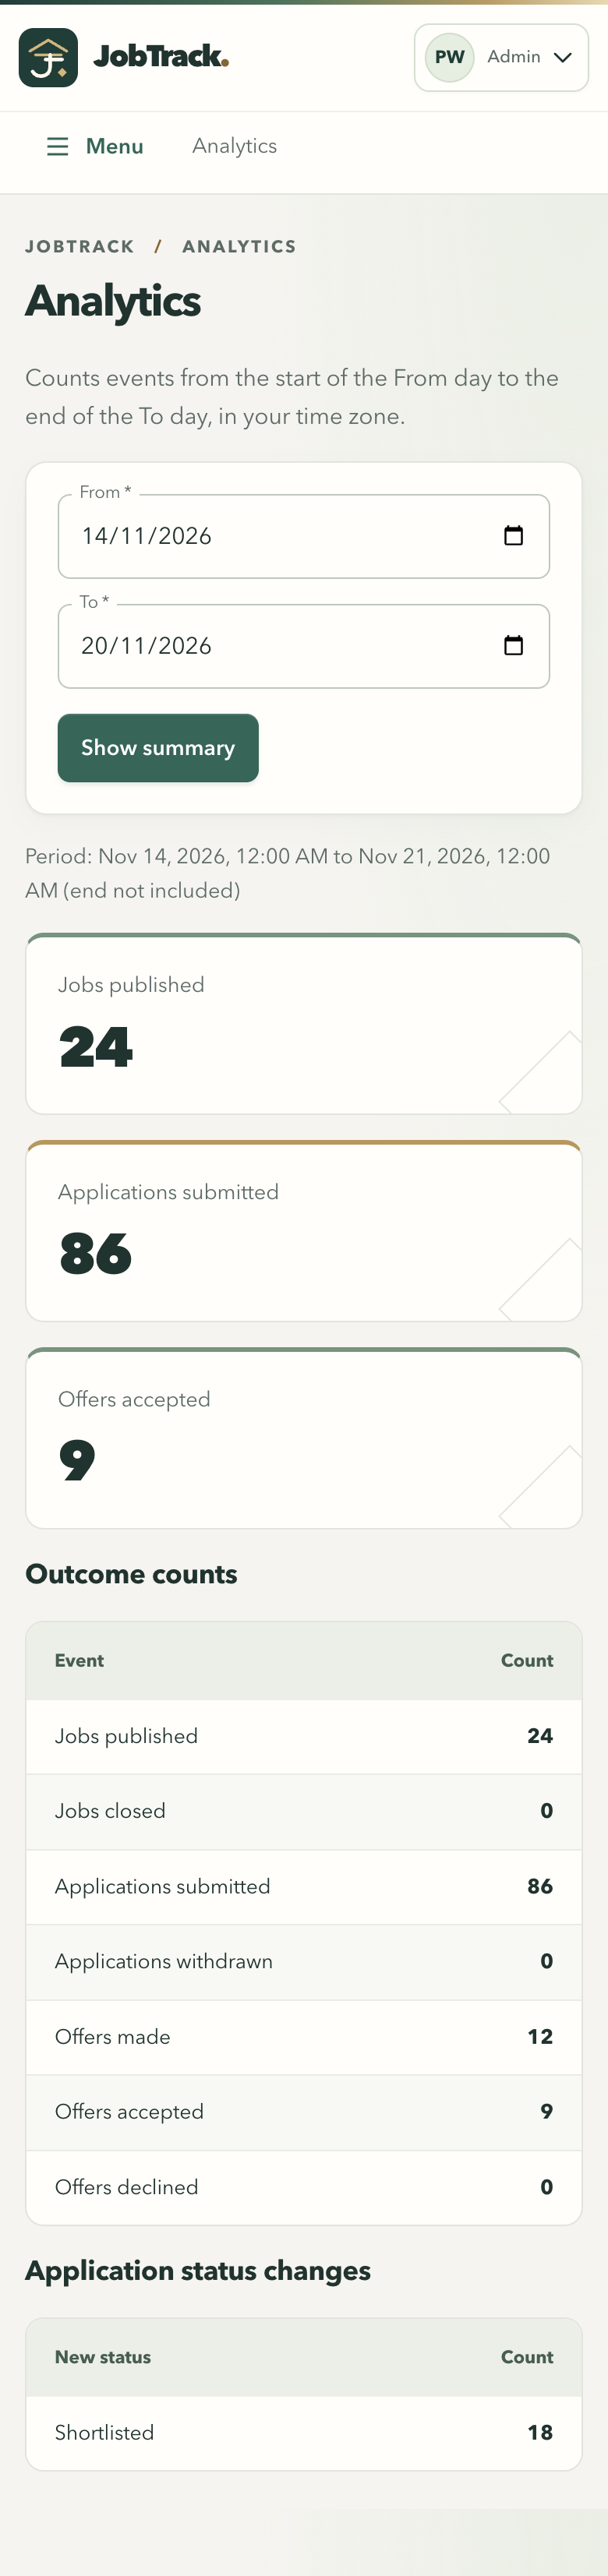 JobTrack.
PW Admin
Menu Analytics
JOBTRACK / ANALYTICS
Analytics
Counts events from the start of the From day to the
end of the To day, in your time zone.
From *
14/11/2026
To *
20/11/2026
Show summary
Period: Nov 14, 2026, 12:00 AM to Nov 21, 2026, 12:00
AM (end not included)
Jobs published
24
Applications submitted
86
Offers accepted
9
Outcome counts
Event Count
Jobs published 24
Jobs closed 0
Applications submitted 86
Applications withdrawn 0
Offers made 12
Offers accepted 9
Offers declined 0
Application status changes
New status Count
Shortlisted 18